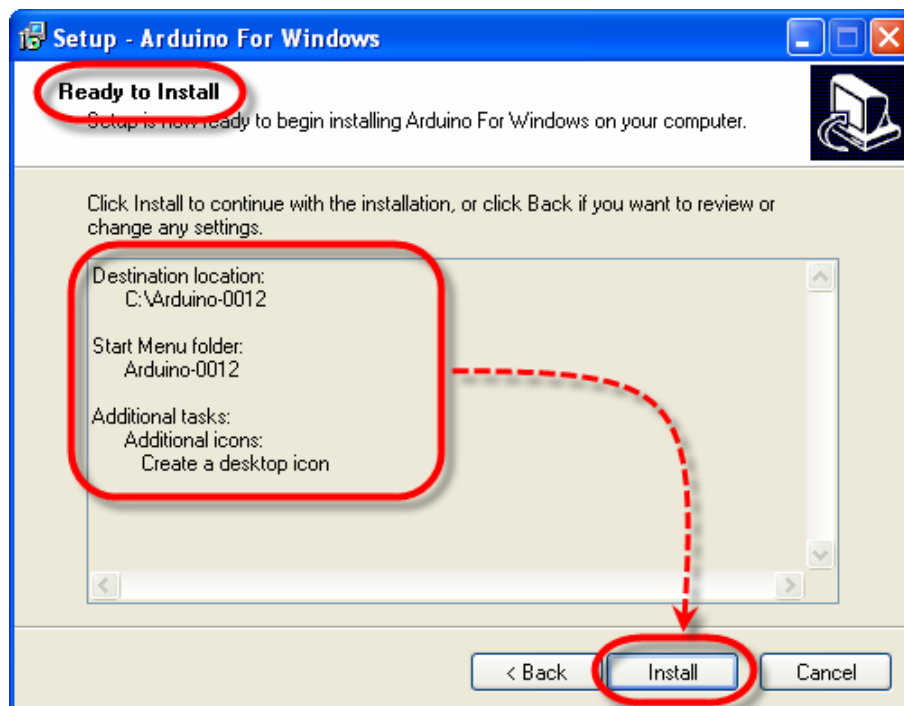 Setup - Arduino For Windows
Ready to Install
Setup is now ready to begin installing Arduino For Windows on your computer.
Click Install to continue with the installation, or click Back if you want to review or
change any settings.
Destination location:
C:\Arduino-0012
Start Menu folder:
Arduino-0012
Additional tasks:
Additional icons:
Create a desktop icon
< Back
Install
Cancel